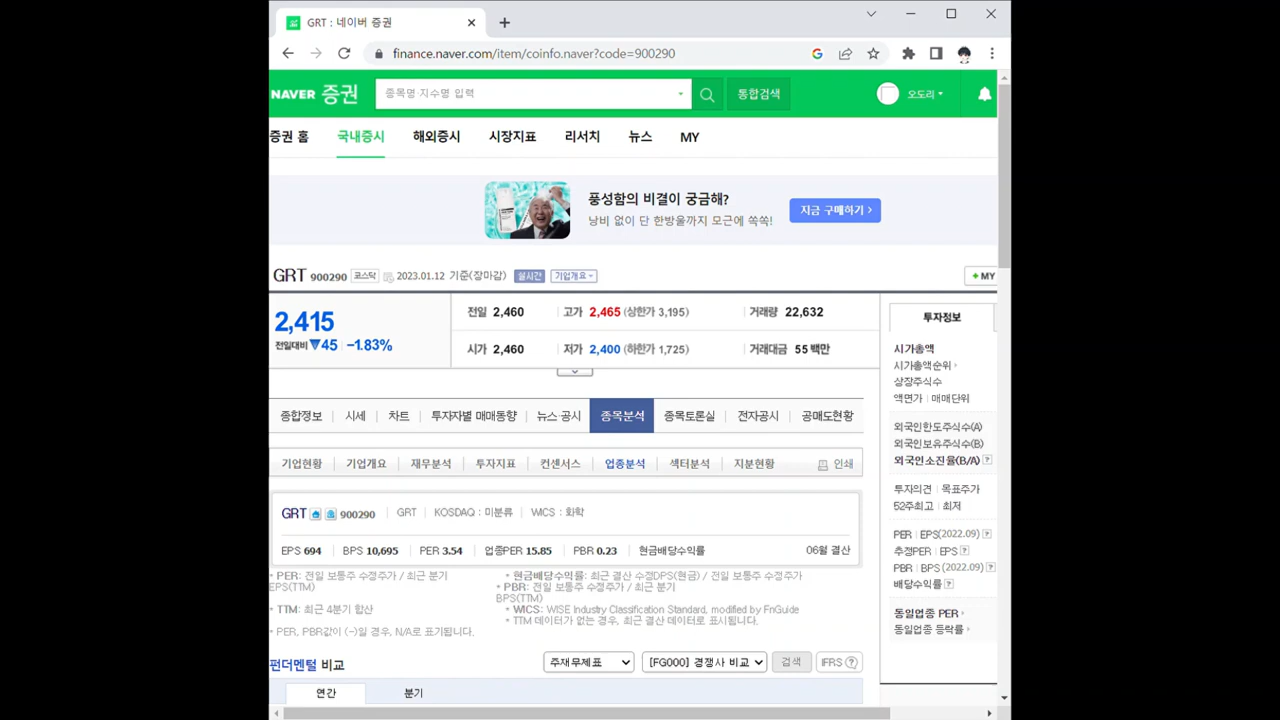 GRT : 네이버 증권
finance.naver.com/item/coinfo.naver?code=900290
NAVER 증권 종목명·지수명 입력 통합검색 오도리
증권 홈 국내증시 해외증시 시장지표 리서치 뉴스 MY
풍성함의 비결이 궁금해?
낭비 없이 단 한방울까지 모근에 쏙쏙!
지금 구매하기
GRT 900290 코스닥 2023.01.12 기준(장마감) 실시간 기업개요 + MY
2,415
전일대비 ▼45 −1.83%
전일 2,460 고가 2,465 (상한가 3,195) 거래량 22,632
시가 2,460 저가 2,400 (하한가 1,725) 거래대금 55 백만
종합정보 시세 차트 투자자별 매매동향 뉴스·공시 종목분석 종목토론실 전자공시 공매도현황
기업현황 기업개요 재무분석 투자지표 컨센서스 업종분석 섹터분석 지분현황 인쇄
GRT 900290 GRT KOSDAQ : 미분류 WICS : 화학
EPS 694 BPS 10,695 PER 3.54 업종PER 15.85 PBR 0.23 현금배당수익률 06월 결산
* PER: 전일 보통주 수정주가 / 최근 분기
EPS(TTM)
* 현금배당수익률: 최근 결산 수정DPS(현금) / 전일 보통주 수정주가
* PBR: 전일 보통주 수정주가 / 최근 분기
BPS(TTM)
* TTM: 최근 4분기 합산
* WICS: WISE Industry Classification Standard, modified by FnGuide
* TTM 데이터가 없는 경우, 최근 결산 데이터로 표시됩니다.
* PER, PBR값이 (-)일 경우, N/A로 표기됩니다.
펀더멘털 비교 주재무제표 [FG000] 경쟁사 비교 검색 IFRS ?
연간 분기
투자정보
시가총액
시가총액순위
상장주식수
액면가 매매단위
외국인한도주식수(A)
외국인보유주식수(B)
외국인소진율(B/A) ?
투자의견 목표주가
52주최고 최저
PER EPS(2022.09) ?
추정PER EPS ?
PBR BPS (2022.09) ?
배당수익률 ?
동일업종 PER
동일업종 등락률